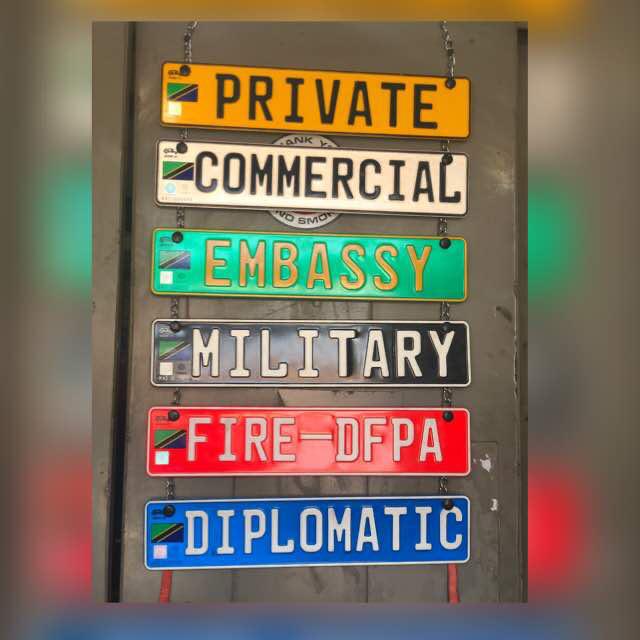 PRIVATE
COMMERCIAL
EMBASSY
MILITARY
FIRE-DFPA
DIPLOMATIC